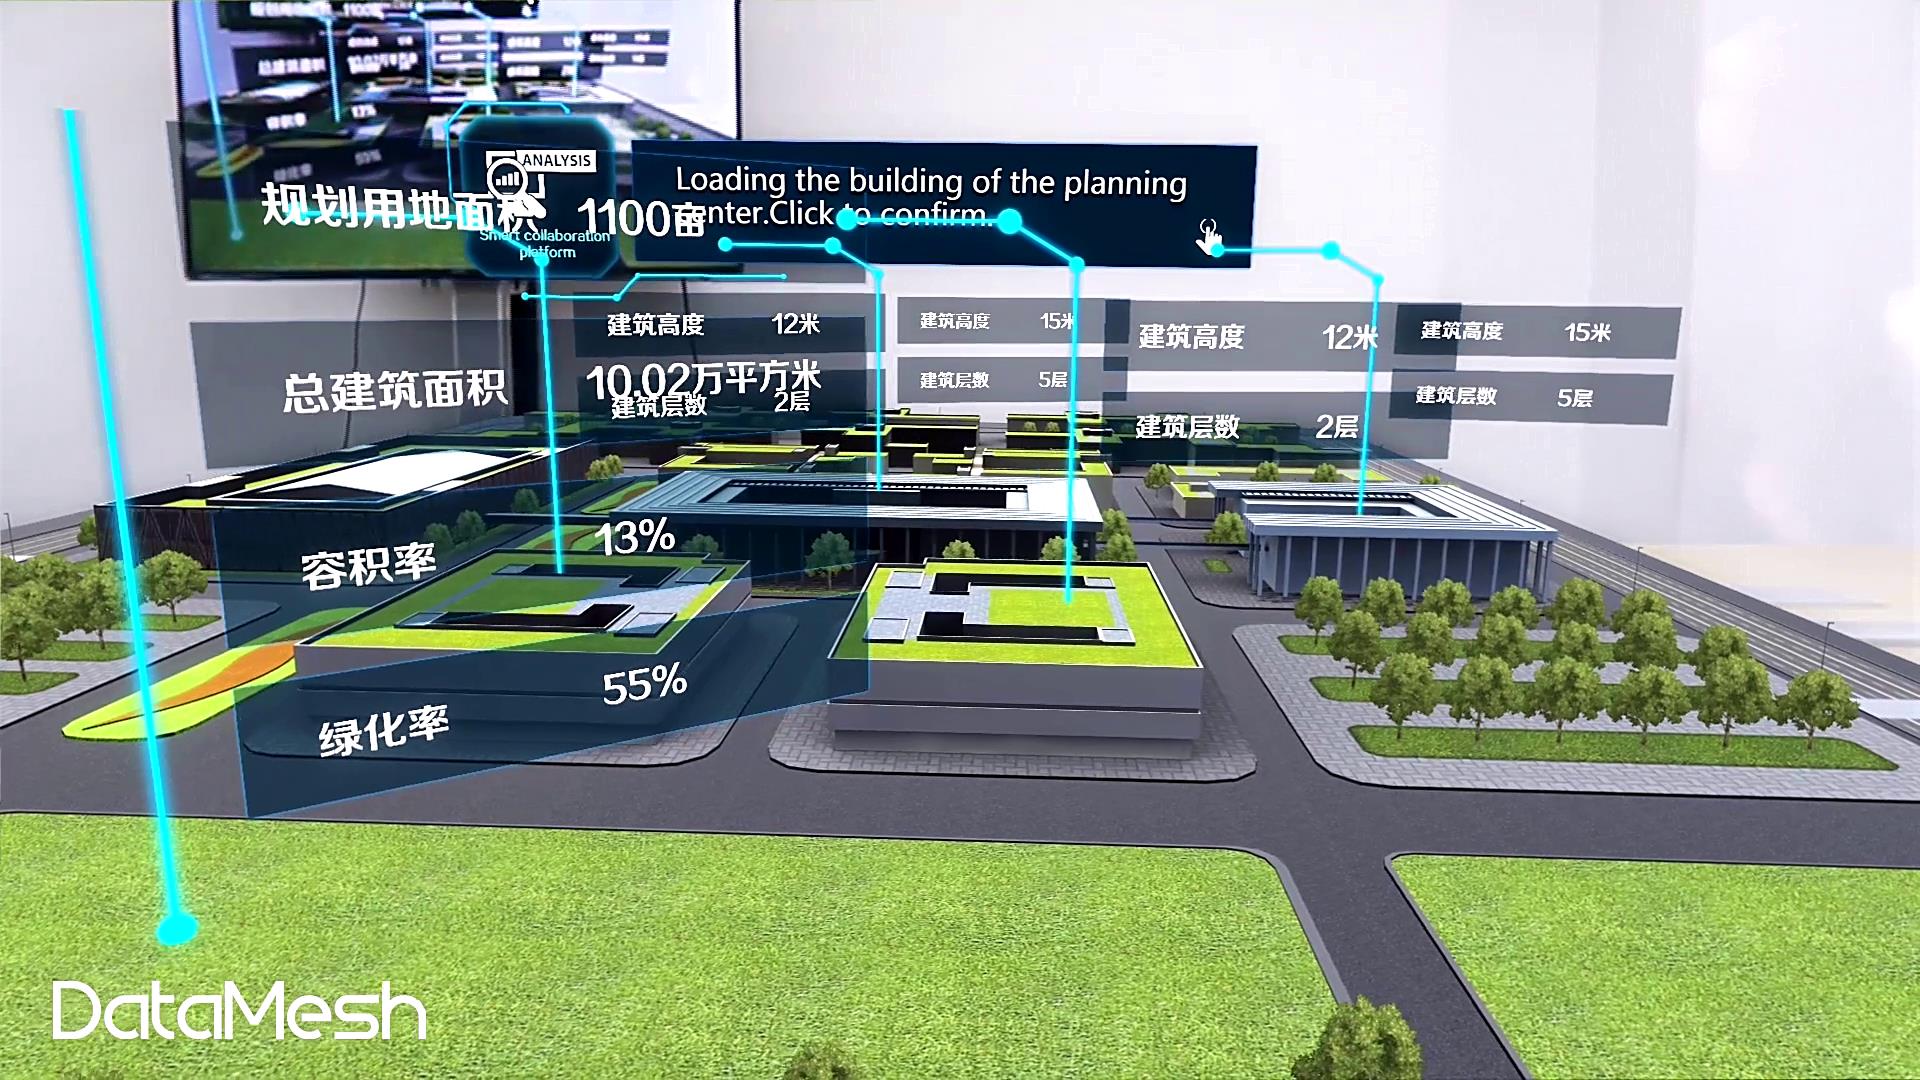 ANALYSIS
Smart collaboration
platform
Loading the building of the planning
enter.Click to confirm.
规划用地面积 1100亩
总建筑面积 10.02万平方米
容积率 13%
绿化率 55%
建筑高度 12米
建筑层数 2层
建筑高度 15米
建筑层数 5层
建筑高度 12米
建筑层数 2层
建筑高度 15米
建筑层数 5层
DataMesh